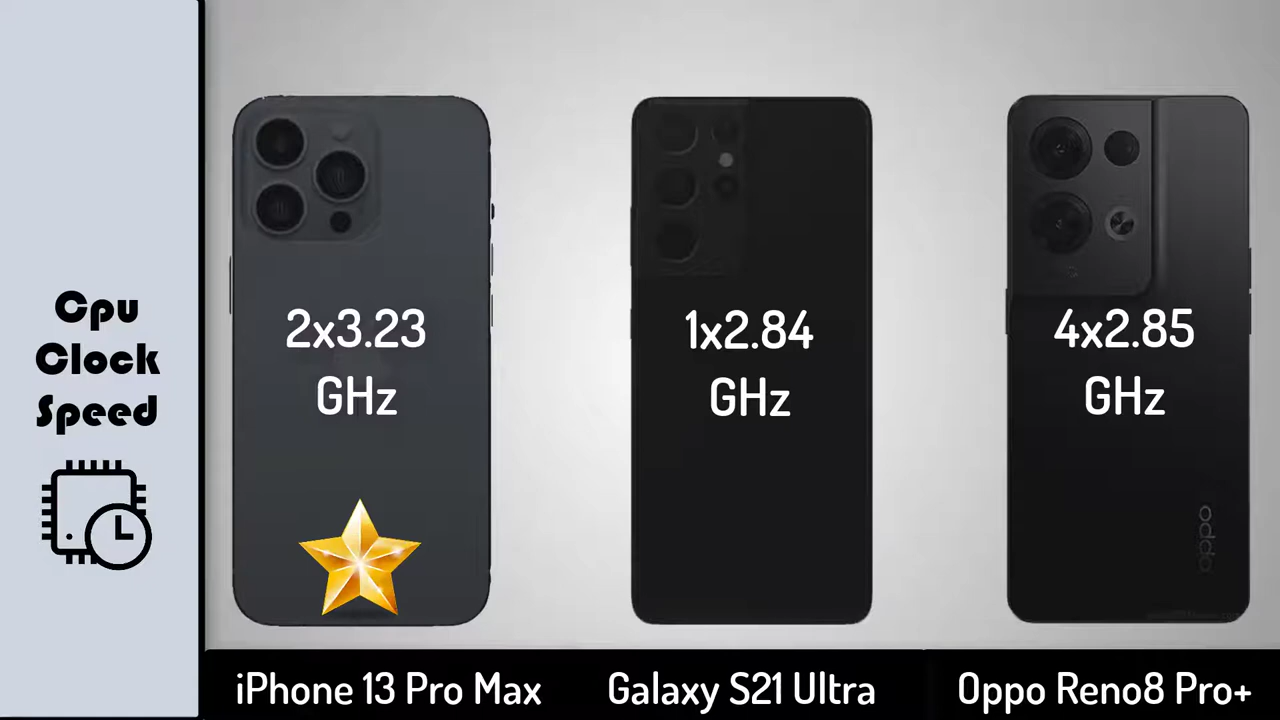 Cpu
Clock
Speed
2x3.23
GHz
1x2.84
GHz
4x2.85
GHz
oppo
iPhone 13 Pro Max
Galaxy S21 Ultra
Oppo Reno8 Pro+